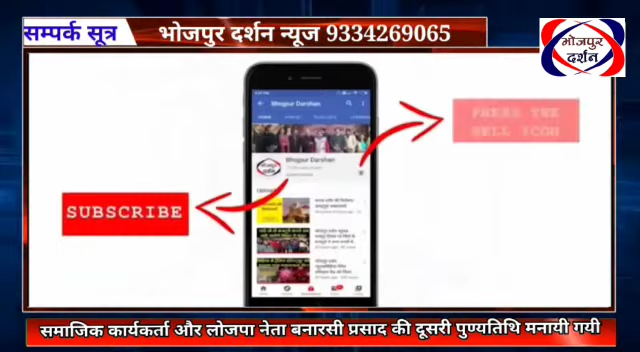 सम्पर्क सूत्र
भोजपुर दर्शन न्यूज 9334269065
भोजपुर
दर्शन
PRESS THE
BELL ICON
Bhojpur Darshan
HOME
Bhojpur Darshan
SUBSCRIBE
समाजिक कार्यकर्ता और लोजपा नेता बनारसी प्रसाद की दूसरी पुण्यतिथि मनायी गयी